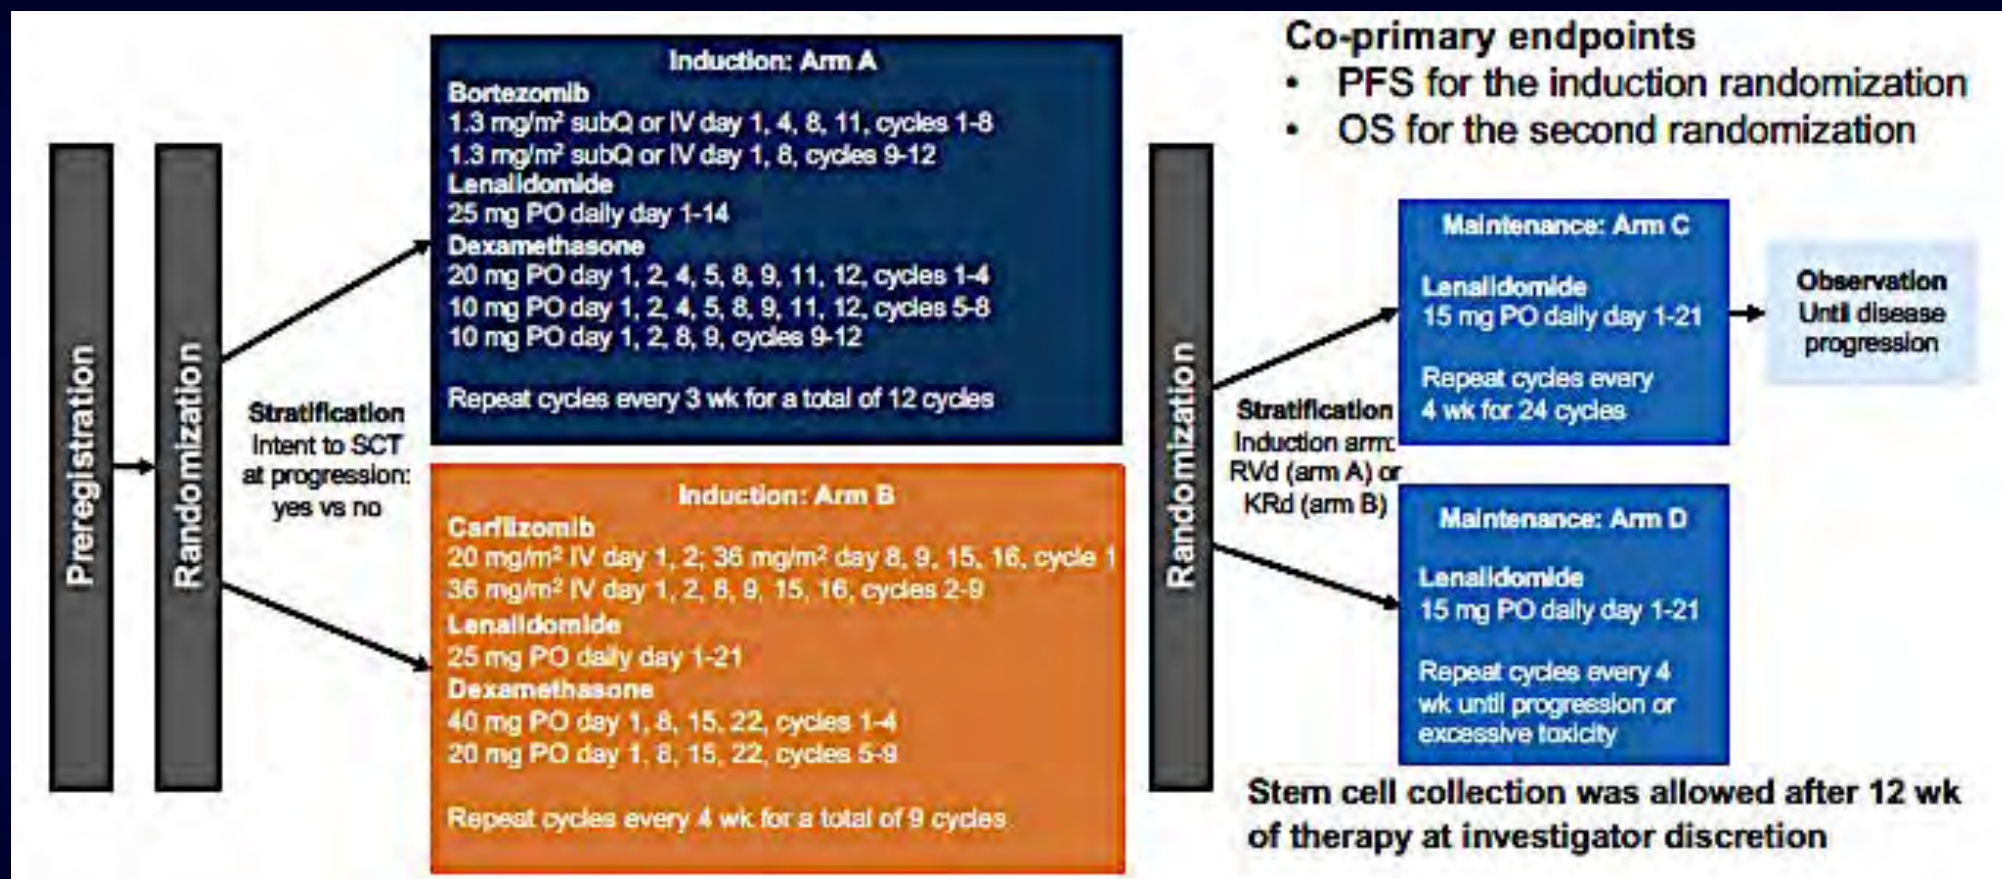 Preregistration
Randomization
Stratification
Intent to SCT
at progression:
yes vs no
Induction: Arm A
Bortezomib
1.3 mg/m² subQ or IV day 1, 4, 8, 11, cycles 1-8
1.3 mg/m² subQ or IV day 1, 8, cycles 9-12
Lenalidomide
25 mg PO daily day 1-14
Dexamethasone
20 mg PO day 1, 2, 4, 5, 8, 9, 11, 12, cycles 1-4
10 mg PO day 1, 2, 4, 5, 8, 9, 11, 12, cycles 5-8
10 mg PO day 1, 2, 8, 9, cycles 9-12
Repeat cycles every 3 wk for a total of 12 cycles
Induction: Arm B
Carfilzomib
20 mg/m² IV day 1, 2; 36 mg/m² day 8, 9, 15, 16, cycle 1
36 mg/m² IV day 1, 2, 8, 9, 15, 16, cycles 2-9
Lenalidomide
25 mg PO daily day 1-21
Dexamethasone
40 mg PO day 1, 8, 15, 22, cycles 1-4
20 mg PO day 1, 8, 15, 22, cycles 5-9
Repeat cycles every 4 wk for a total of 9 cycles
Randomization
Co-primary endpoints
• PFS for the induction randomization
• OS for the second randomization
Stratification
Induction arm:
RVd (arm A) or
KRd (arm B)
Maintenance: Arm C
Lenalidomide
15 mg PO daily day 1-21
Repeat cycles every
4 wk for 24 cycles
Observation
Until disease
progression
Maintenance: Arm D
Lenalidomide
15 mg PO daily day 1-21
Repeat cycles every 4
wk until progression or
excessive toxicity
Stem cell collection was allowed after 12 wk
of therapy at investigator discretion